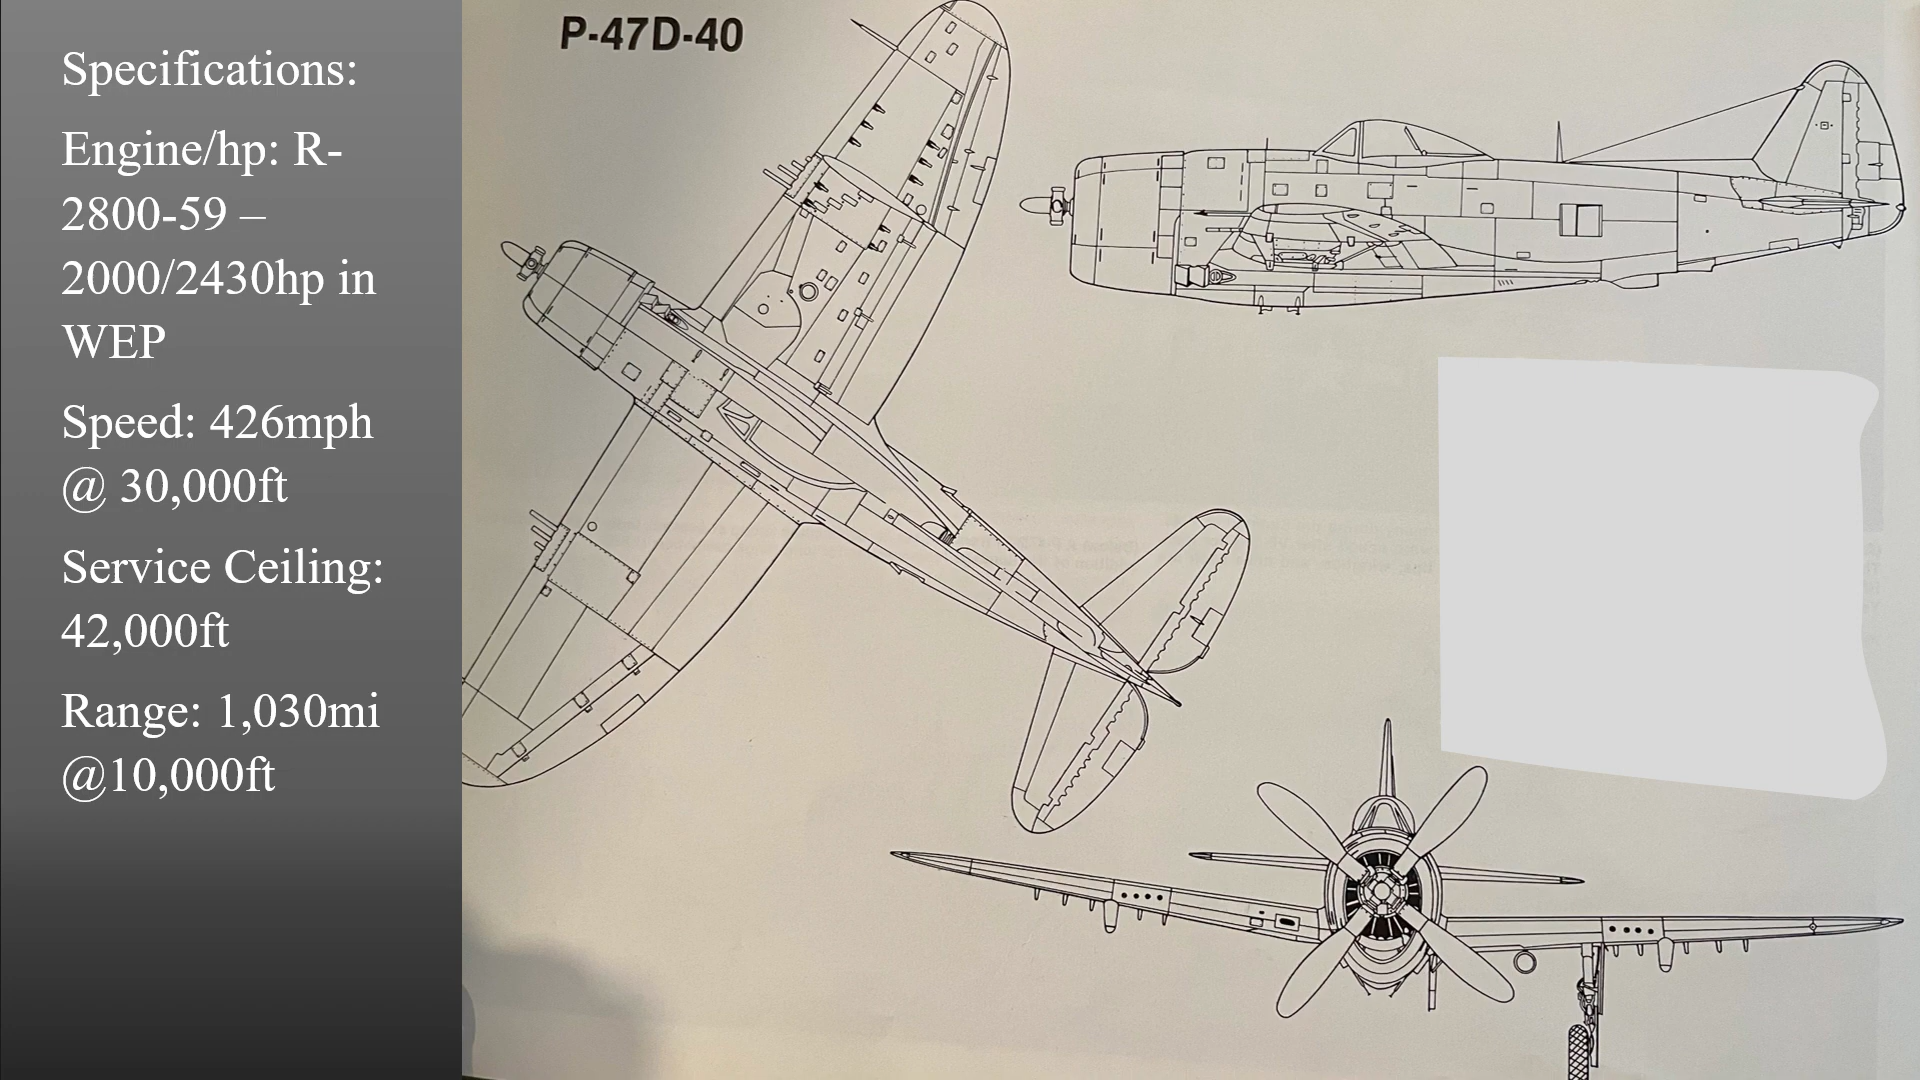 Specifications:
Engine/hp: R-
2800-59 –
2000/2430hp in
WEP
Speed: 426mph
@ 30,000ft
Service Ceiling:
42,000ft
Range: 1,030mi
@10,000ft
P-47D-40